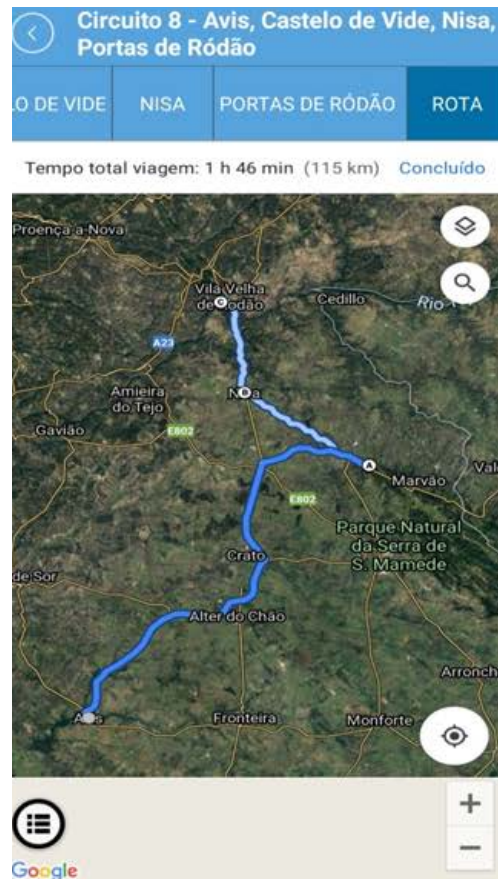 Circuito 8 - Avis, Castelo de Vide, Nisa,
Portas de Ródão
LO DE VIDE NISA PORTAS DE RÓDÃO ROTA
Tempo total viagem: 1 h 46 min (115 km) Concluído
Proença-a-Nova
Vila Velha
de Rodão
C
Cedillo
Rio
A23
Amieira
do Tejo
Nisa
B
Gavião
E802
A
Marvão
Val
E802
Parque Natural
da Serra de
S. Mamede
Crato
de Sor
Alter do Chão
Arronch
Avis
Fronteira
Monforte
+
−
Google